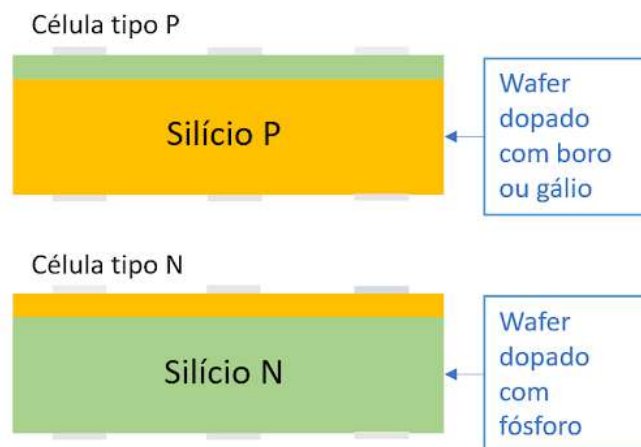 Célula tipo P
Silício P
Wafer
dopado
com boro
ou gálio
Célula tipo N
Silício N
Wafer
dopado
com
fósforo